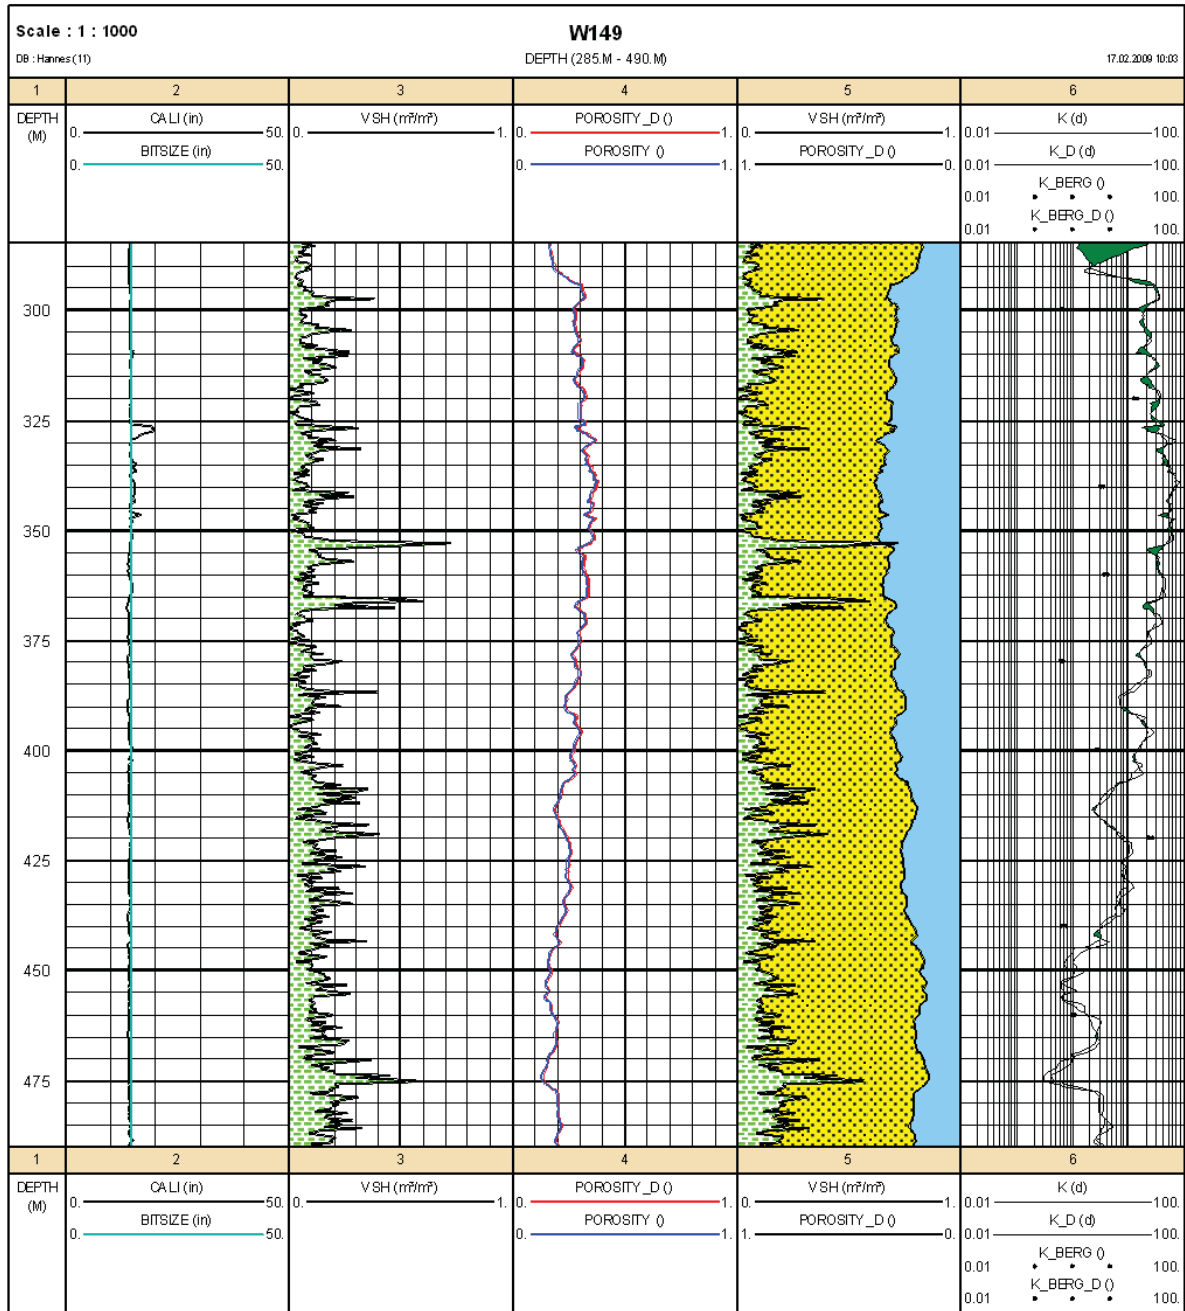 Scale : 1 : 1000
W149
DB : Hannes (11)
DEPTH (285.M - 490.M)
17.02.2009 10:03
1 2 3 4 5 6
DEPTH (M)
CALI (in)
0. 50.
BITSIZE (in)
0. 50.
VSH (m³/m³)
0. 1.
POROSITY_D ()
0. 1.
POROSITY ()
0. 1.
VSH (m³/m³)
0. 1.
POROSITY_D ()
1. 0.
K (d)
0.01 100.
K_D (d)
0.01 100.
K_BERG ()
0.01 100.
K_BERG_D ()
0.01 100.
300
325
350
375
400
425
450
475
1 2 3 4 5 6
DEPTH (M)
CALI (in)
0. 50.
BITSIZE (in)
0. 50.
VSH (m³/m³)
0. 1.
POROSITY_D ()
0. 1.
POROSITY ()
0. 1.
VSH (m³/m³)
0. 1.
POROSITY_D ()
1. 0.
K (d)
0.01 100.
K_D (d)
0.01 100.
K_BERG ()
0.01 100.
K_BERG_D ()
0.01 100.